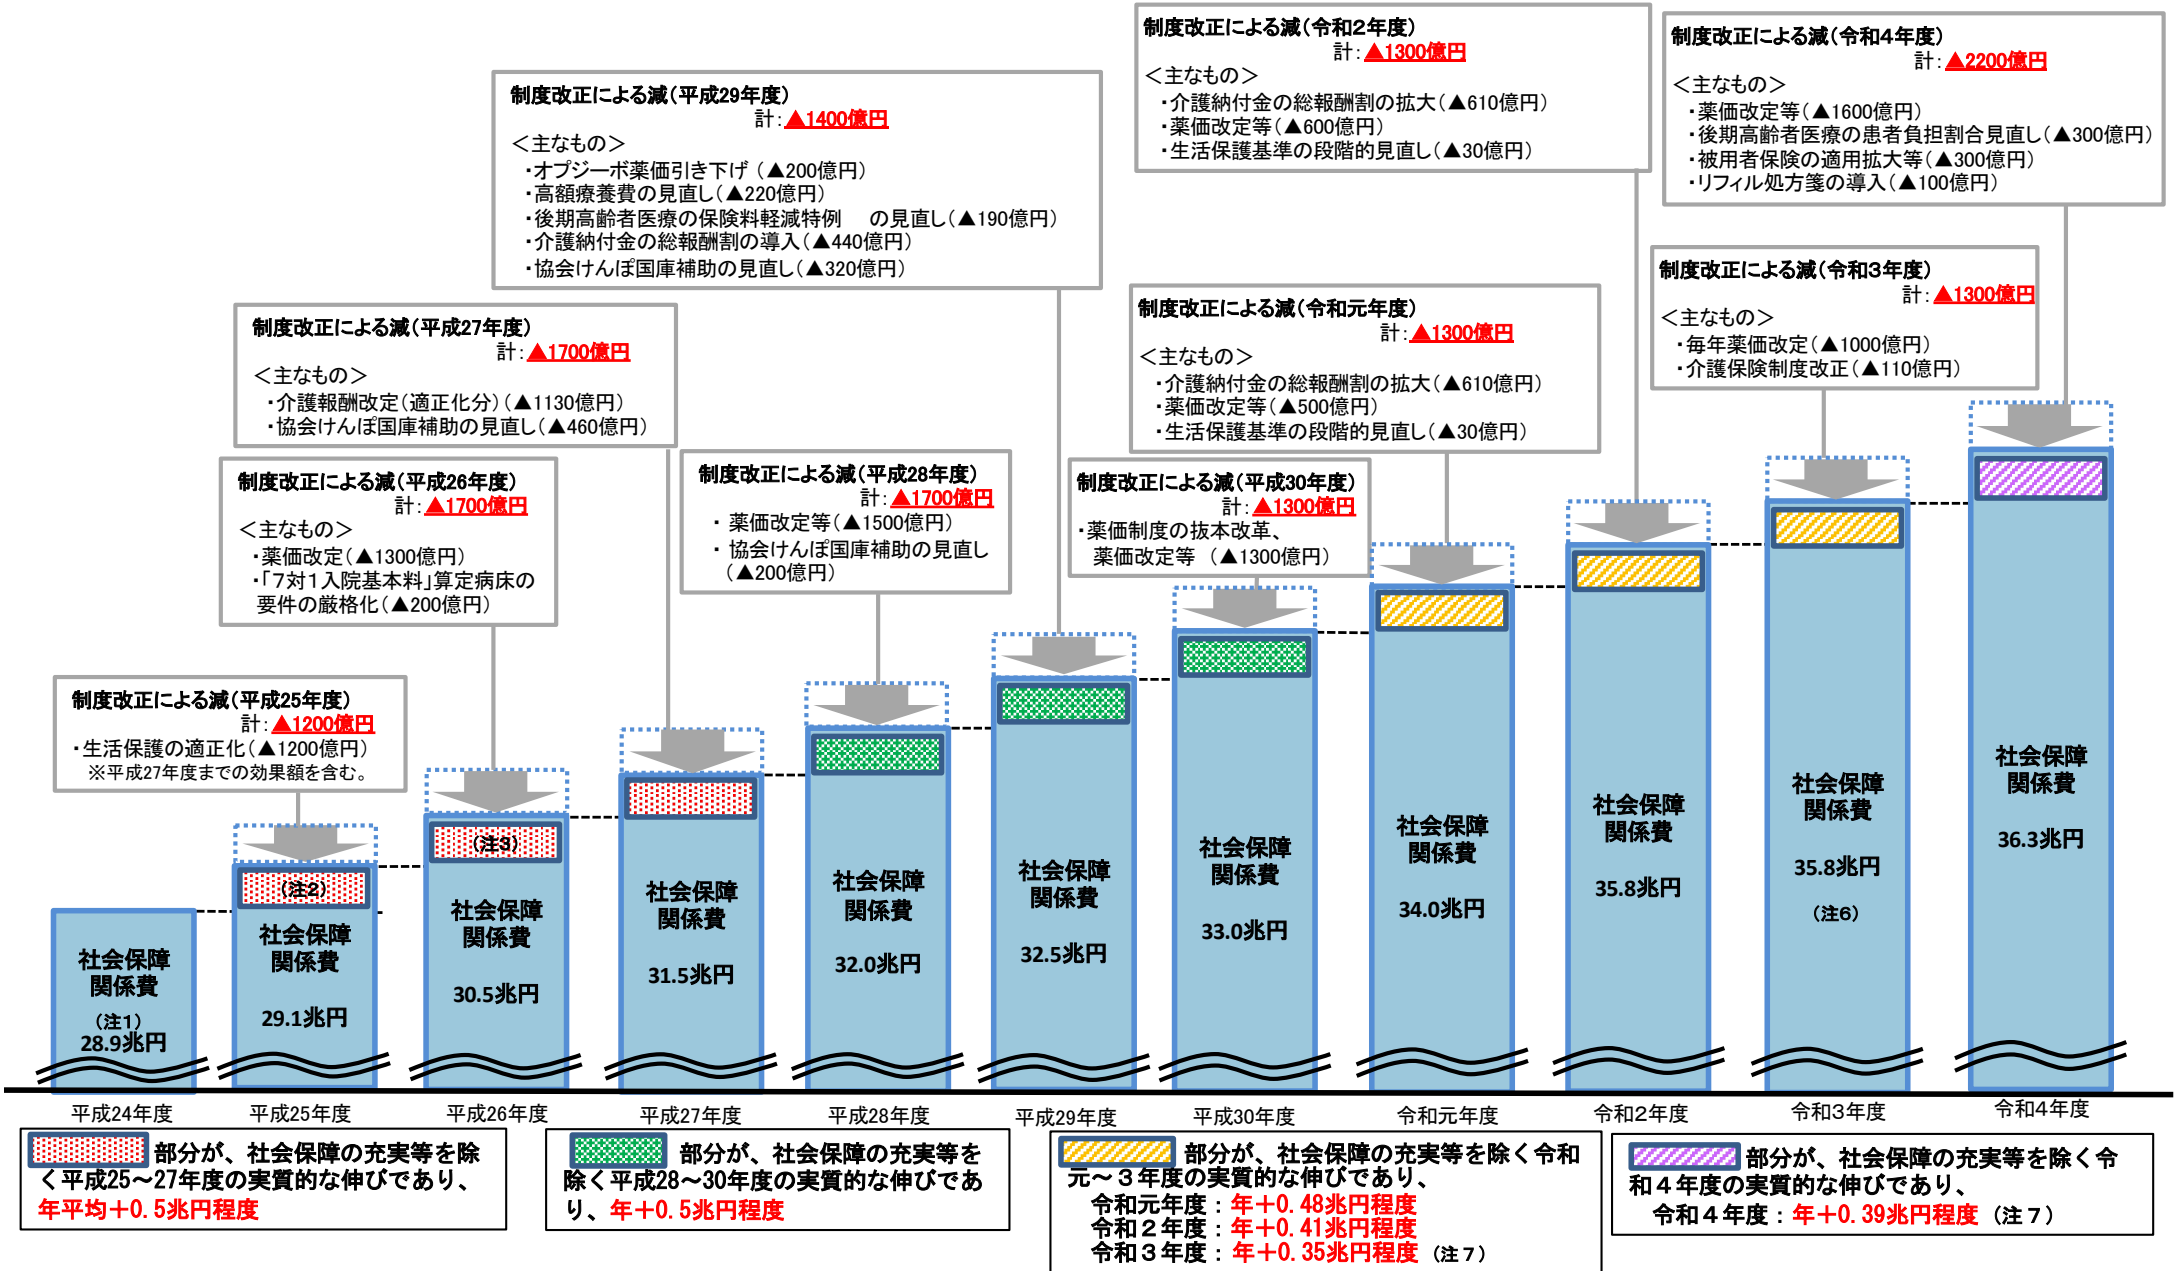 制度改正による減(令和2年度)
計:▲1300億円
<主なもの>
・介護納付金の総報酬割の拡大(▲610億円)
・薬価改定等(▲600億円)
・生活保護基準の段階的見直し(▲30億円)
制度改正による減(令和4年度)
計:▲2200億円
<主なもの>
・薬価改定等(▲1600億円)
・後期高齢者医療の患者負担割合見直し(▲300億円)
・被用者保険の適用拡大等(▲300億円)
・リフィル処方箋の導入(▲100億円)
制度改正による減(平成29年度)
計:▲1400億円
<主なもの>
・オプジーボ薬価引き下げ (▲200億円)
・高額療養費の見直し(▲220億円)
・後期高齢者医療の保険料軽減特例 の見直し(▲190億円)
・介護納付金の総報酬割の導入(▲440億円)
・協会けんぽ国庫補助の見直し(▲320億円)
制度改正による減(令和3年度)
計:▲1300億円
<主なもの>
・毎年薬価改定(▲1000億円)
・介護保険制度改正(▲110億円)
制度改正による減(平成27年度)
計:▲1700億円
<主なもの>
・介護報酬改定(適正化分)(▲1130億円)
・協会けんぽ国庫補助の見直し(▲460億円)
制度改正による減(令和元年度)
計:▲1300億円
<主なもの>
・介護納付金の総報酬割の拡大(▲610億円)
・薬価改定等(▲500億円)
・生活保護基準の段階的見直し(▲30億円)
制度改正による減(平成26年度)
計:▲1700億円
<主なもの>
・薬価改定(▲1300億円)
・「7対1入院基本料」算定病床の
要件の厳格化(▲200億円)
制度改正による減(平成28年度)
計:▲1700億円
・ 薬価改定等(▲1500億円)
・ 協会けんぽ国庫補助の見直し
(▲200億円)
制度改正による減(平成30年度)
計:▲1300億円
・薬価制度の抜本改革、
薬価改定等 (▲1300億円)
制度改正による減(平成25年度)
計:▲1200億円
・生活保護の適正化(▲1200億円)
※平成27年度までの効果額を含む。
社会保障
関係費
(注1)
28.9兆円
(注2)
社会保障
関係費
29.1兆円
(注3)
社会保障
関係費
30.5兆円
社会保障
関係費
31.5兆円
社会保障
関係費
32.0兆円
社会保障
関係費
32.5兆円
社会保障
関係費
33.0兆円
社会保障
関係費
34.0兆円
社会保障
関係費
35.8兆円
社会保障
関係費
35.8兆円
(注6)
社会保障
関係費
36.3兆円
平成24年度
平成25年度
平成26年度
平成27年度
平成28年度
平成29年度
平成30年度
令和元年度
令和2年度
令和3年度
令和4年度
部分が、社会保障の充実等を除
く平成25~27年度の実質的な伸びであり、
年平均+0.5兆円程度
部分が、社会保障の充実等を
除く平成28~30年度の実質的な伸びであ
り、年+0.5兆円程度
部分が、社会保障の充実等を除く令和
元~3年度の実質的な伸びであり、
令和元年度:年+0.48兆円程度
令和2年度:年+0.41兆円程度
令和3年度:年+0.35兆円程度 (注7)
部分が、社会保障の充実等を除く令
和4年度の実質的な伸びであり、
令和4年度:年+0.39兆円程度 (注7)